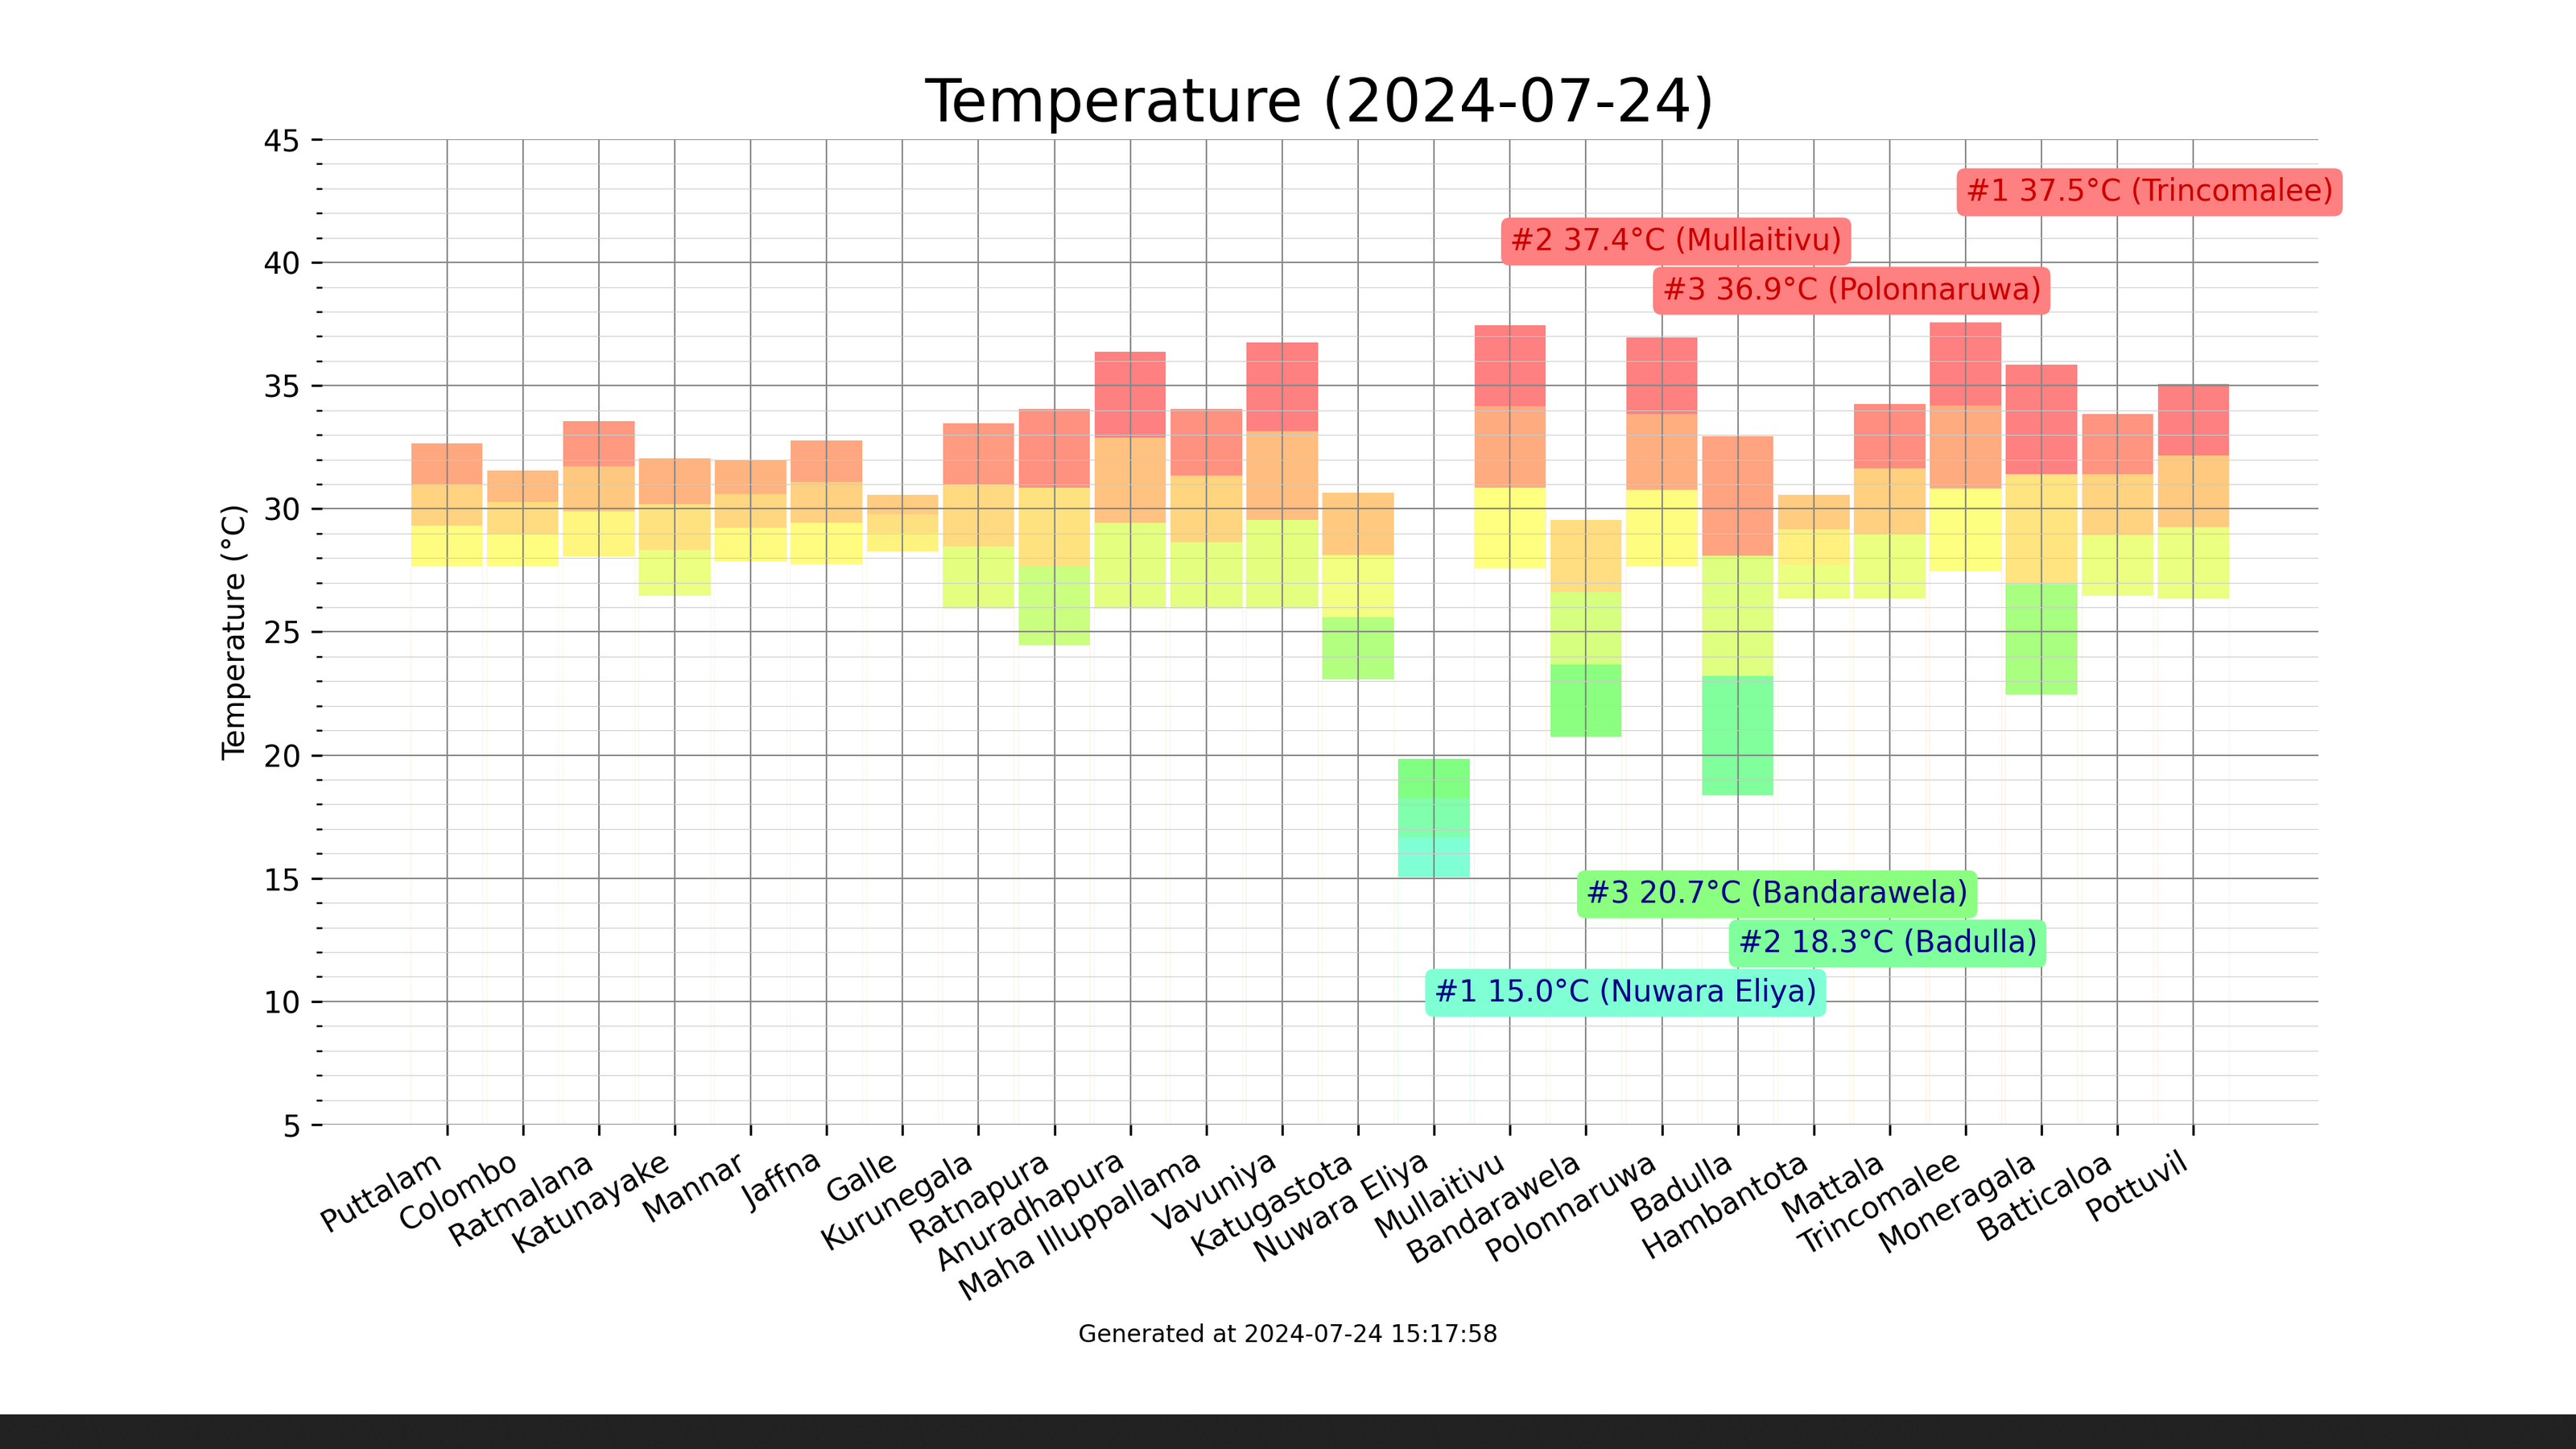 Temperature (2024-07-24)
45
40
35
30
25
20
15
10
5
Temperature (°C)
#1 37.5°C (Trincomalee)
#2 37.4°C (Mullaitivu)
#3 36.9°C (Polonnaruwa)
#3 20.7°C (Bandarawela)
#2 18.3°C (Badulla)
#1 15.0°C (Nuwara Eliya)
Puttalam
Colombo
Ratmalana
Katunayake
Mannar
Jaffna
Galle
Kurunegala
Ratnapura
Anuradhapura
Maha Illuppallama
Vavuniya
Katugastota
Nuwara Eliya
Mullaitivu
Bandarawela
Polonnaruwa
Badulla
Hambantota
Mattala
Trincomalee
Moneragala
Batticaloa
Pottuvil
Generated at 2024-07-24 15:17:58